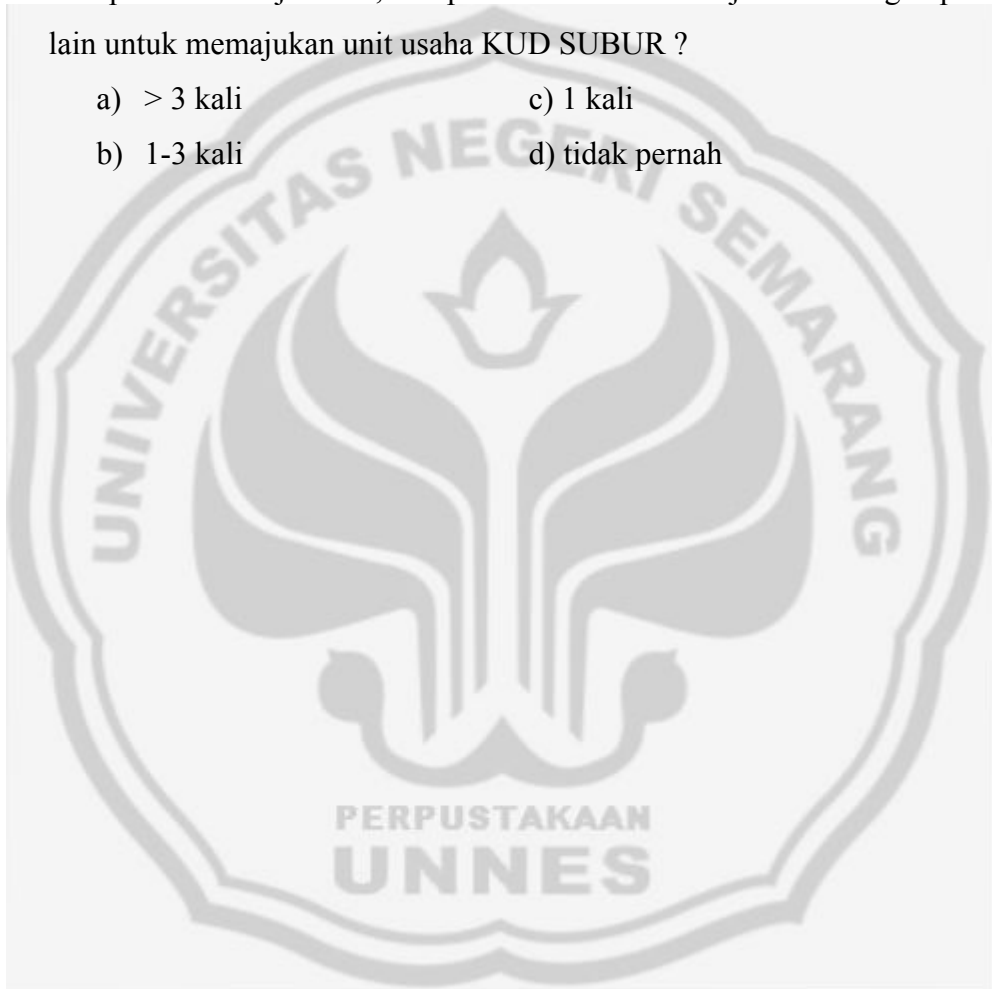 lain untuk memajukan unit usaha KUD SUBUR ?
a) > 3 kali c) 1 kali
b) 1-3 kali d) tidak pernah
UNIVERSITAS NEGERI SEMARANG
PERPUSTAKAAN
UNNES